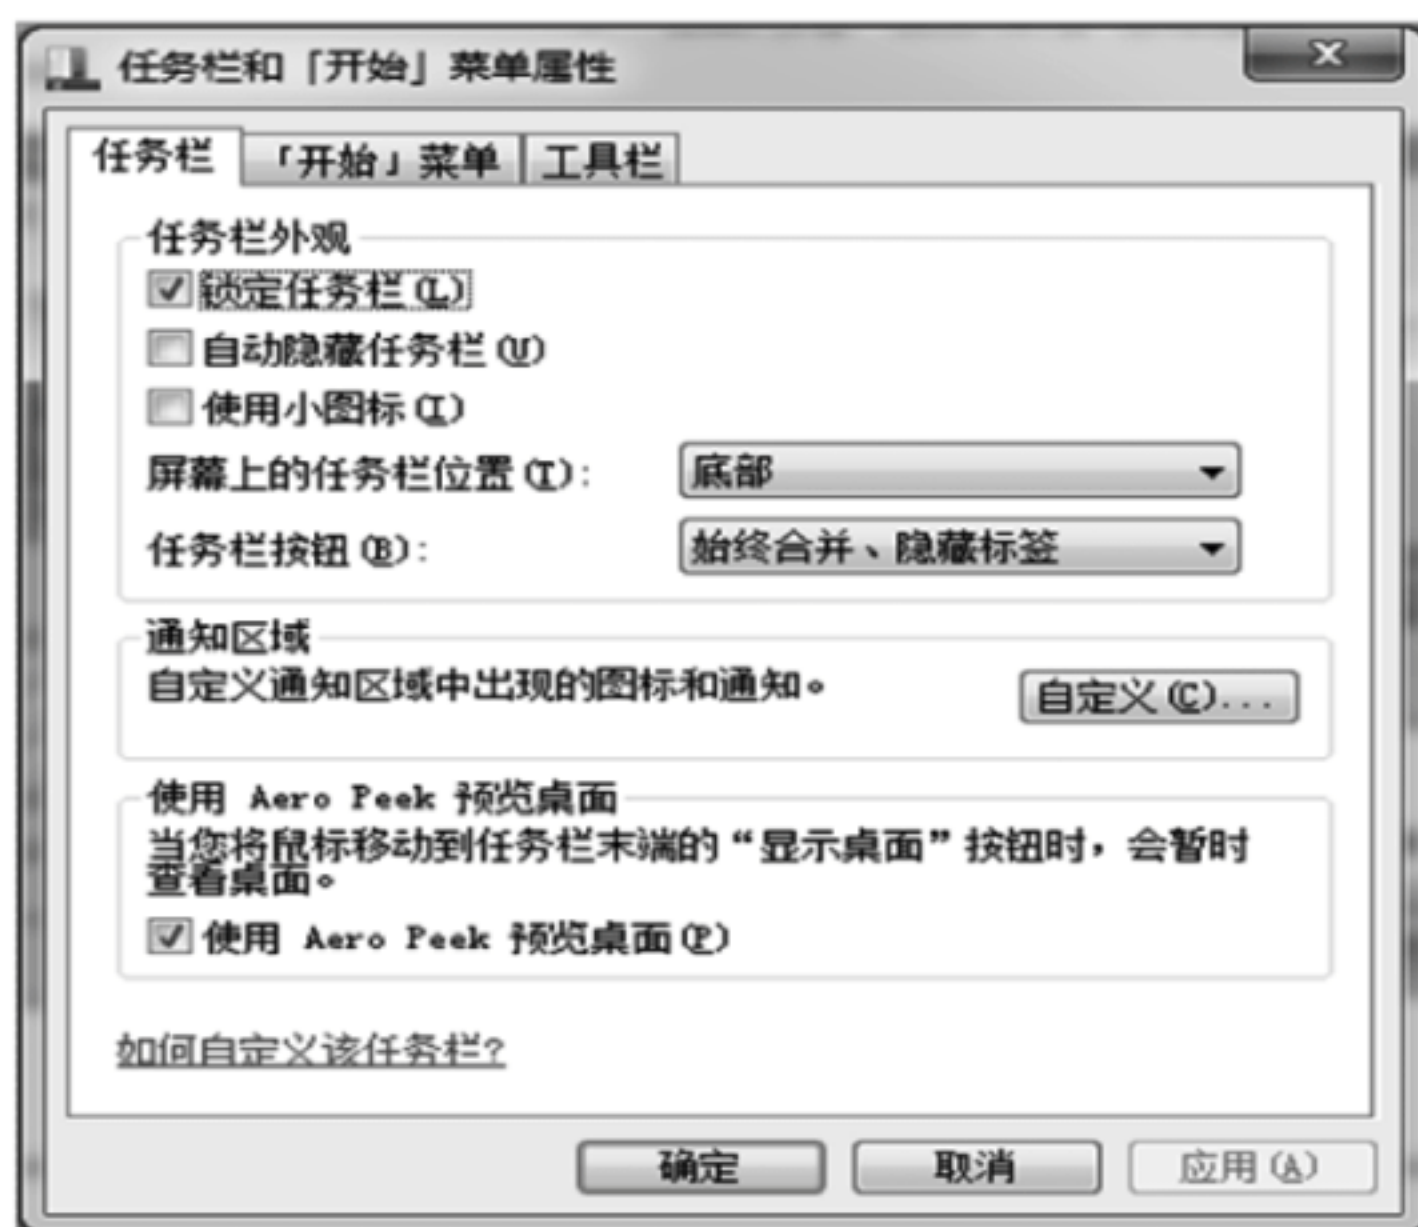 任务栏和「开始」菜单属性
任务栏 「开始」菜单 工具栏
任务栏外观
锁定任务栏(L)
自动隐藏任务栏(U)
使用小图标(I)
屏幕上的任务栏位置(T): 底部
任务栏按钮(B): 始终合并、隐藏标签
通知区域
自定义通知区域中出现的图标和通知。 自定义(C)...
使用 Aero Peek 预览桌面
当您将鼠标移动到任务栏末端的“显示桌面”按钮时，会暂时
查看桌面。
使用 Aero Peek 预览桌面(P)
如何自定义该任务栏?
确定 取消 应用(A)